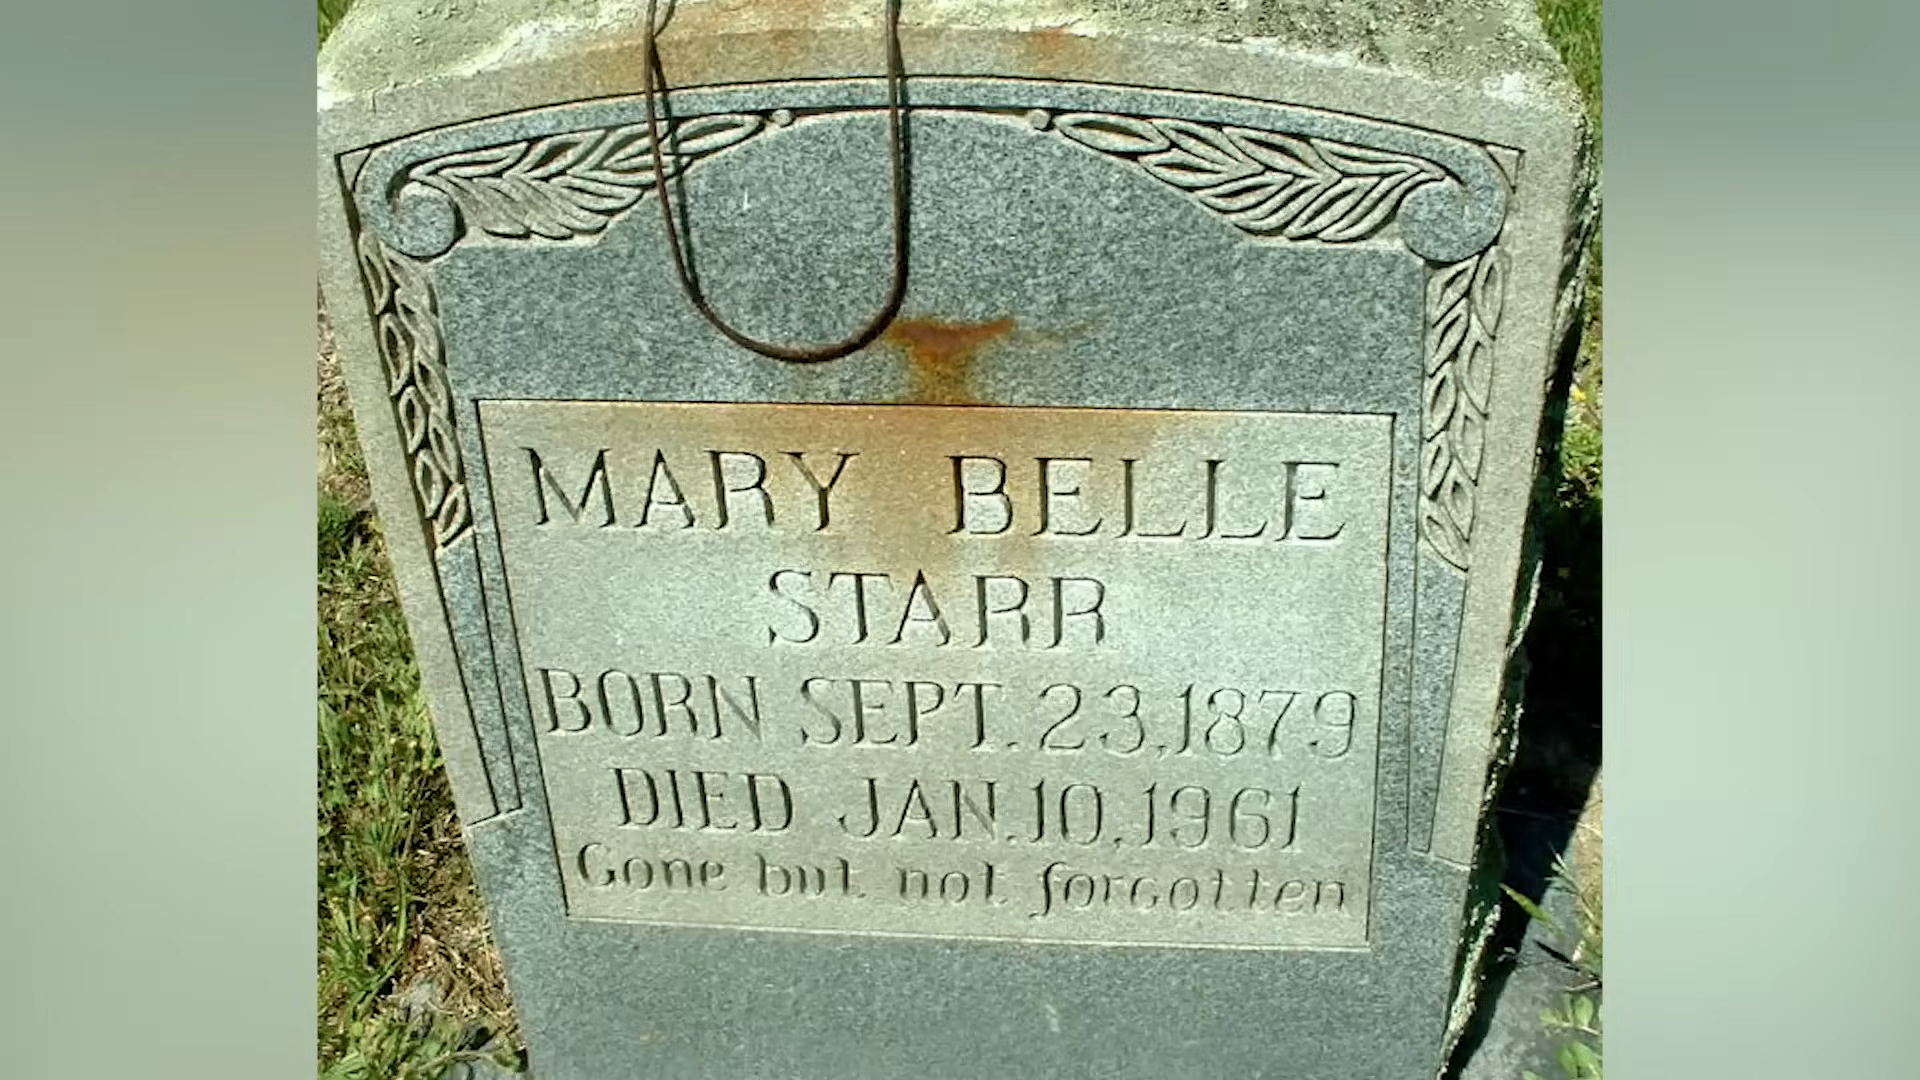 MARY BELLE
STARR
BORN SEPT. 23, 1879
DIED JAN. 10, 1961
Gone but not forgotten